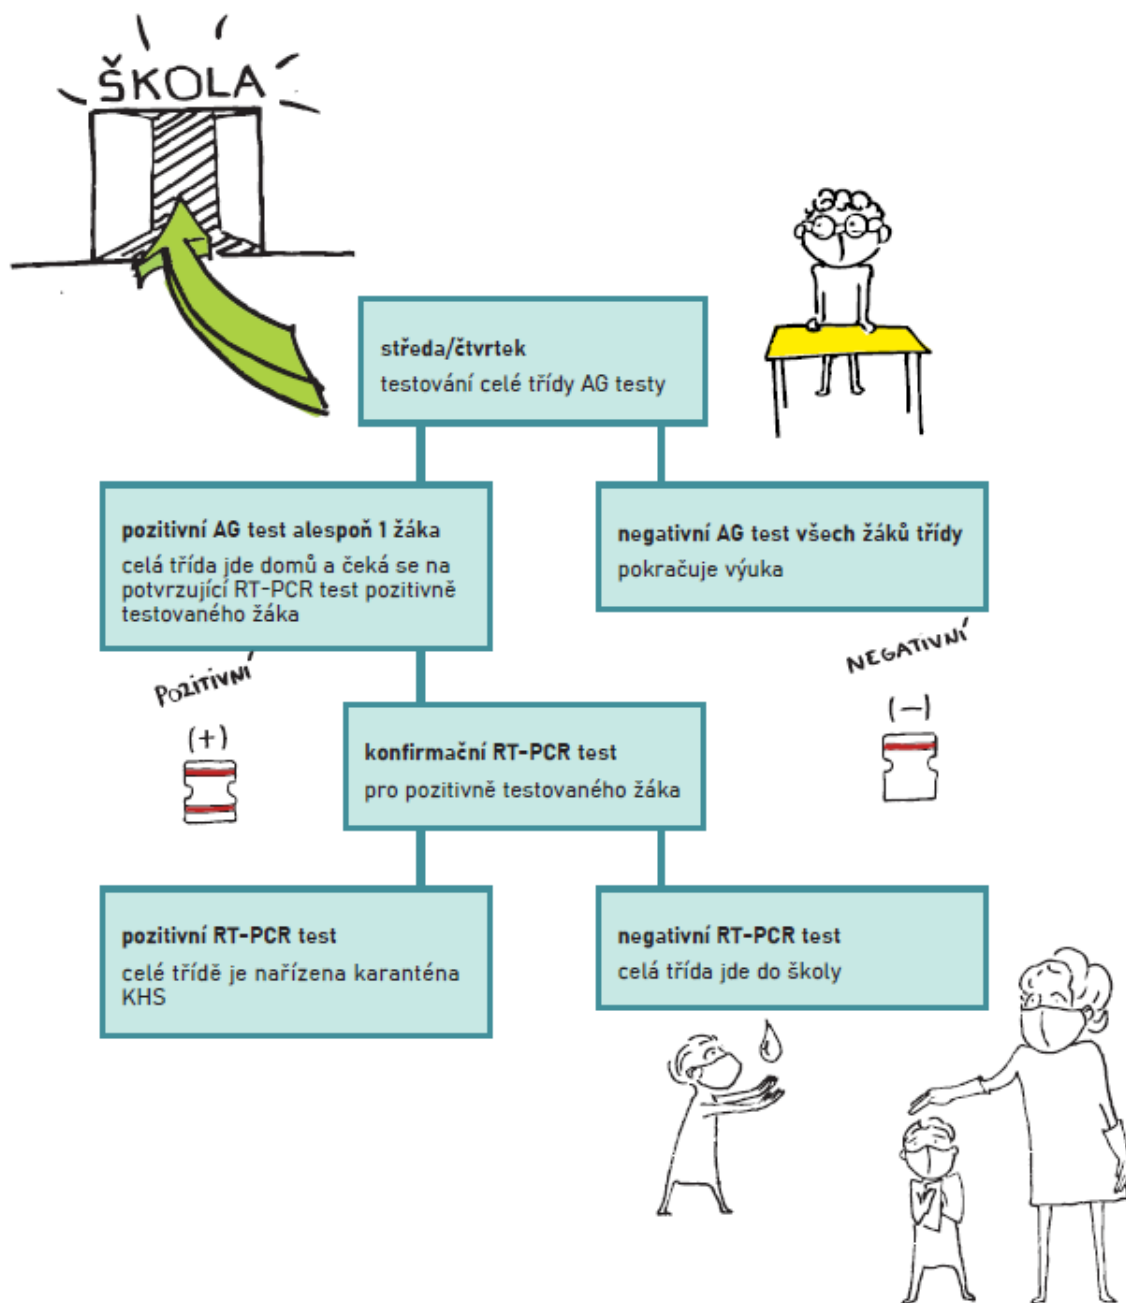 ŠKOLA
středa/čtvrtek
testování celé třídy AG testy
pozitivní AG test alespoň 1 žáka
celá třída jde domů a čeká se na
potvrzující RT-PCR test pozitivně
testovaného žáka
negativní AG test všech žáků třídy
pokračuje výuka
POZITIVNÍ
(+)
NEGATIVNÍ
(−)
konfirmační RT-PCR test
pro pozitivně testovaného žáka
pozitivní RT-PCR test
celé třídě je nařízena karanténa
KHS
negativní RT-PCR test
celá třída jde do školy